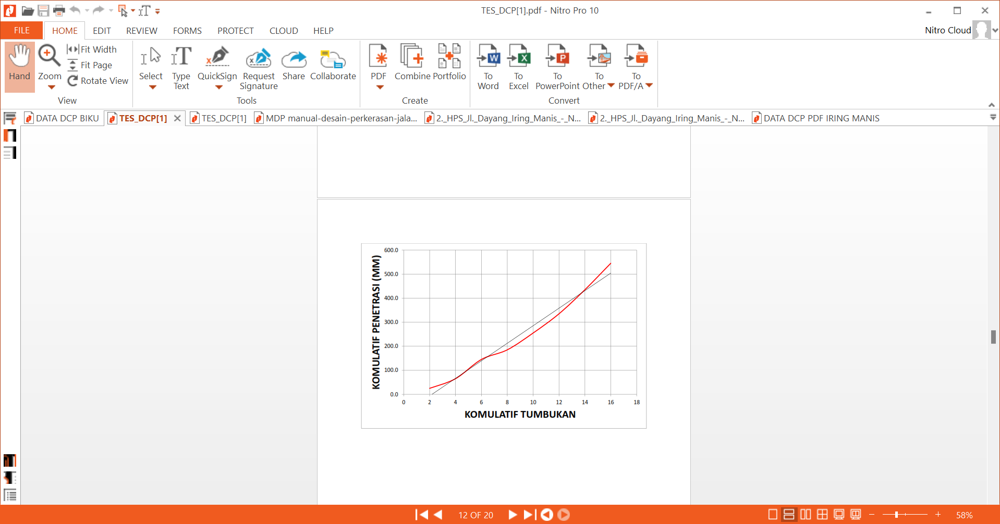 TES_DCP[1].pdf - Nitro Pro 10
FILE HOME EDIT REVIEW FORMS PROTECT CLOUD HELP
Nitro Cloud
Hand
Zoom
Fit Width
Fit Page
Rotate View
View
Select
Type Text
QuickSign
Request Signature
Share
Collaborate
Tools
PDF
Combine
Portfolio
Create
To Word
To Excel
To PowerPoint
To Other
To PDF/A
Convert
DATA DCP BIKU
TES_DCP[1]
TES_DCP[1]
MDP manual-desain-perkerasan-jala...
2._HPS_Jl._Dayang_Iring_Manis_-_N...
2._HPS_Jl._Dayang_Iring_Manis_-_N...
DATA DCP PDF IRING MANIS
KOMULATIF PENETRASI (MM)
600.0
500.0
400.0
300.0
200.0
100.0
0.0
0 2 4 6 8 10 12 14 16 18
KOMULATIF TUMBUKAN
12 OF 20
58%